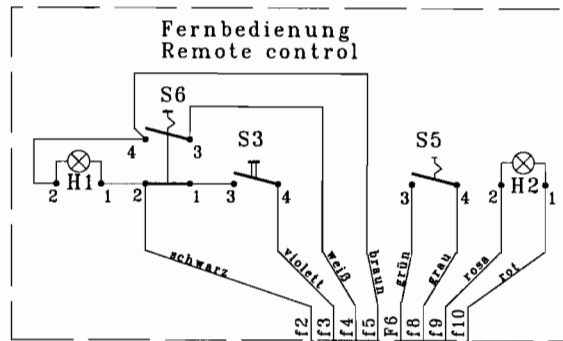 Fernbedienung
Remote control
S6
S3
S5
4
3
H1
2
1
2
1
3
4
3
4
H2
2
1
schwarz
violett
weiß
braun
grün
grau
rosa
rot
f2
f3
f4
f5
F6
f8
f9
f10